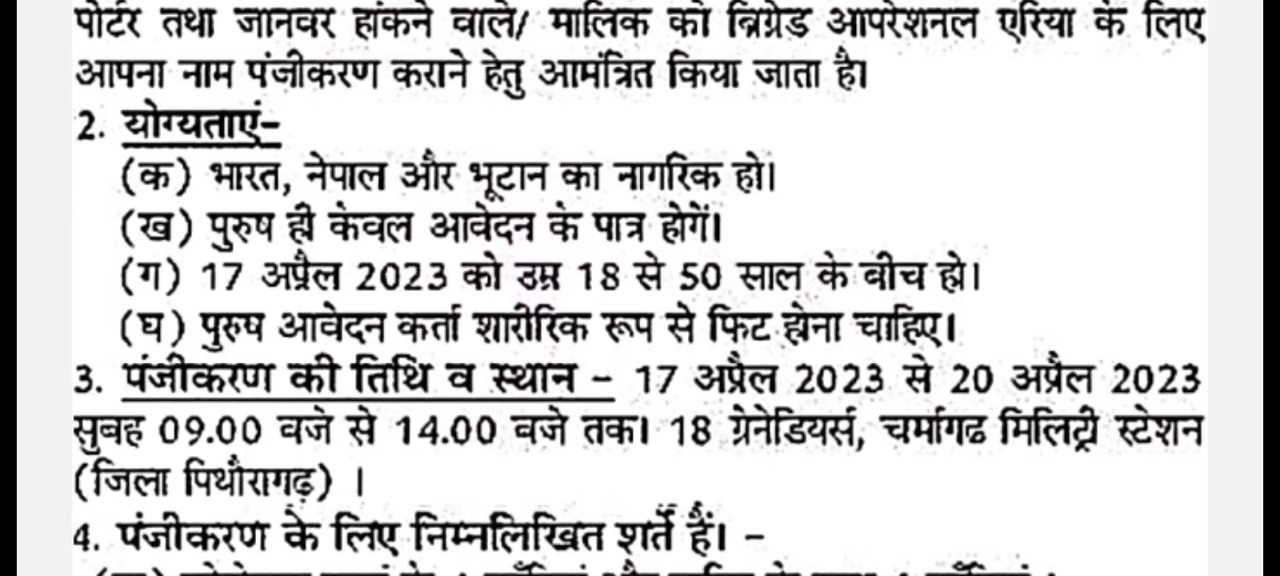 पोर्टर तथा जानवर हांकने वाले/ मालिक को ब्रिग्रेड आपरेशनल एरिया के लिए
आपना नाम पंजीकरण कराने हेतु आमंत्रित किया जाता है।
2. योग्यताएं–
(क) भारत, नेपाल और भूटान का नागरिक हो।
(ख) पुरुष ही केवल आवेदन के पात्र होगें।
(ग) 17 अप्रैल 2023 को उम्र 18 से 50 साल के बीच हो।
(घ) पुरुष आवेदन कर्ता शारीरिक रूप से फिट होना चाहिए।
3. पंजीकरण की तिथि व स्थान – 17 अप्रैल 2023 से 20 अप्रैल 2023
सुबह 09.00 बजे से 14.00 बजे तक। 18 ग्रेनेडियर्स, चर्मागढ मिलिट्री स्टेशन
(जिला पिथौरागढ़) ।
4. पंजीकरण के लिए निम्नलिखित शर्तें हैं। –